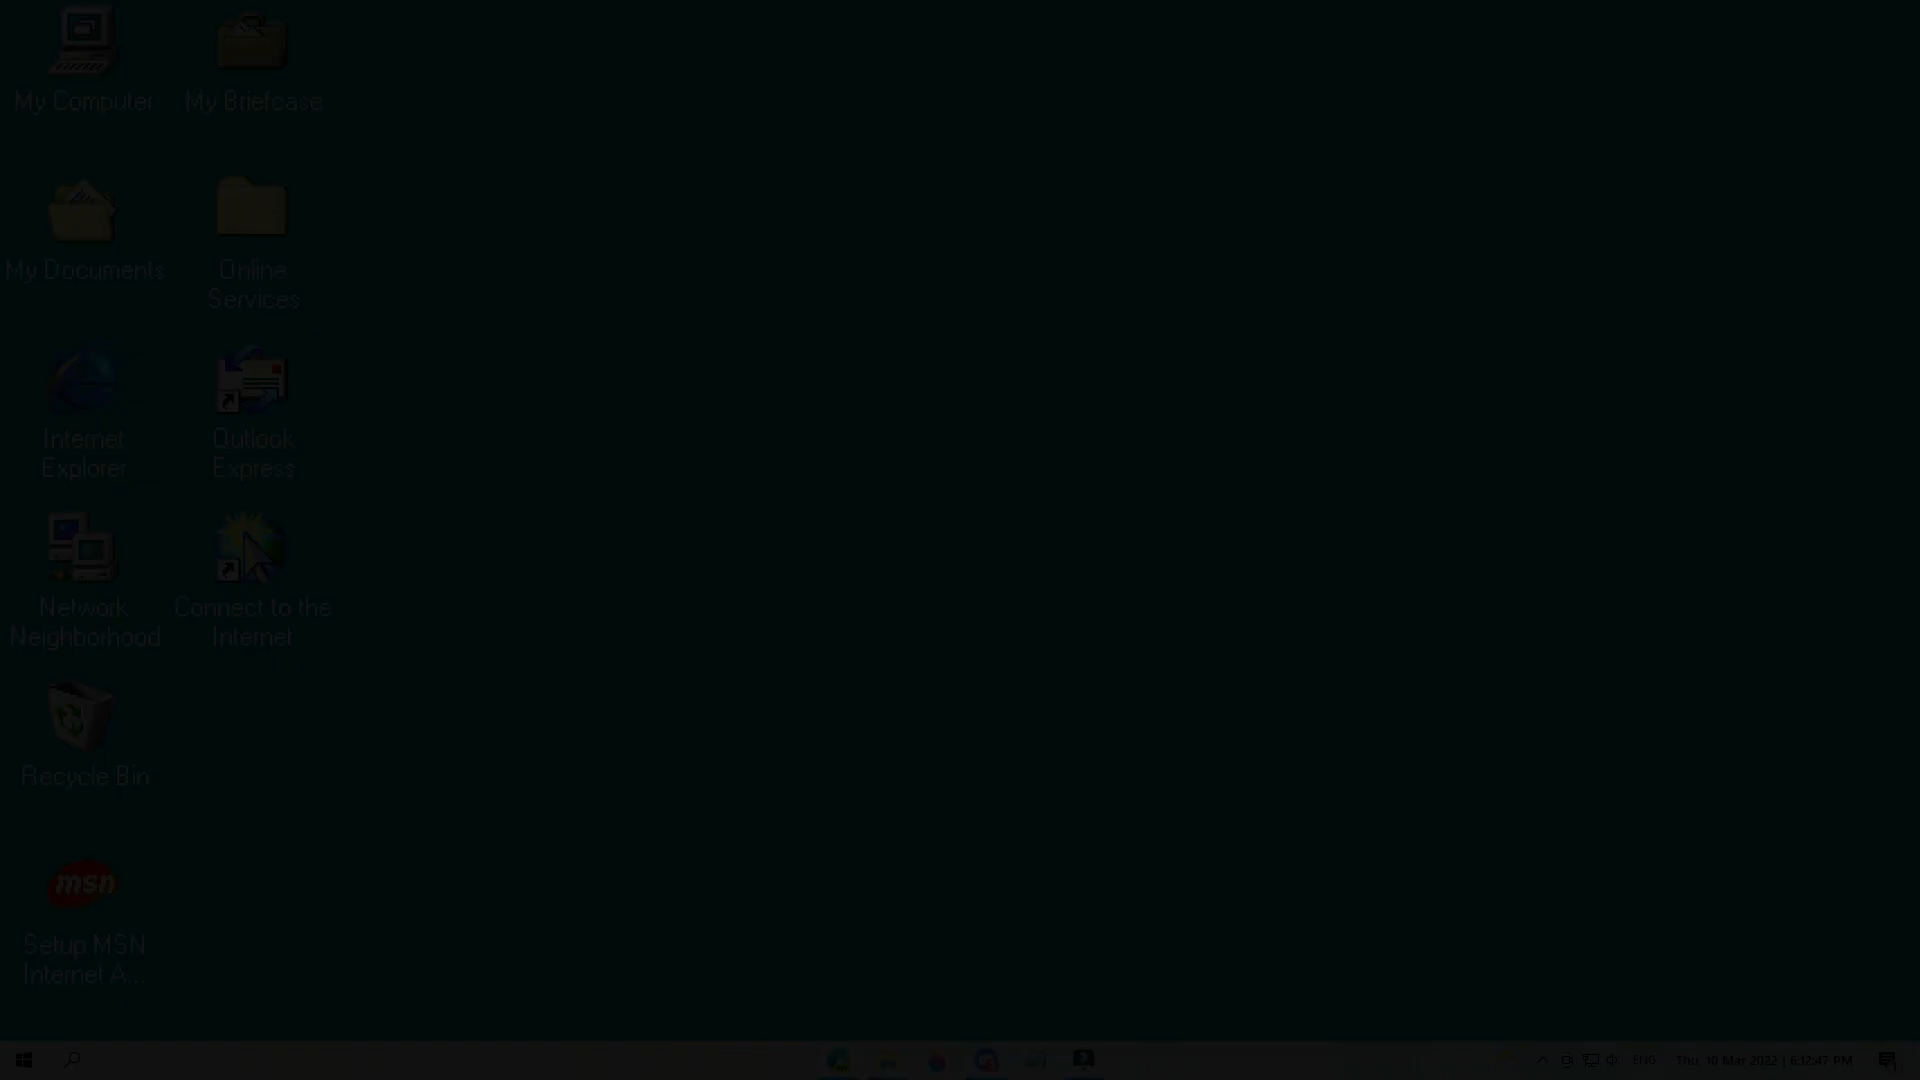 My Computer
My Briefcase
My Documents
Online
Services
Internet
Explorer
Outlook
Express
Network
Neighborhood
Connect to the
Internet
Recycle Bin
msn
Setup MSN
Internet A...
ENG
Thu, 10 Mar 2022 | 6:12:47 PM